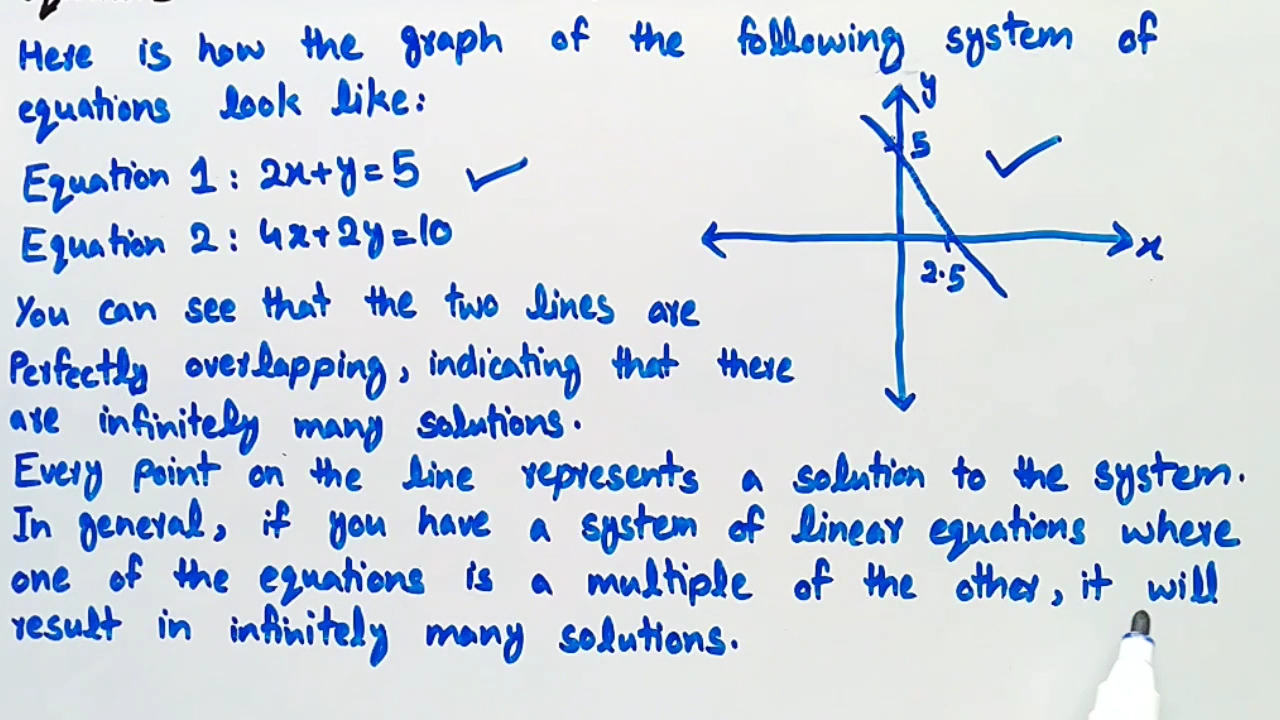 Here is how the graph of the following system of
equations look like:
Equation 1: 2x+y=5
Equation 2: 4x+2y=10
You can see that the two lines are
Perfectly overlapping, indicating that there
are infinitely many solutions.
Every point on the line represents a solution to the system.
In general, if you have a system of linear equations where
one of the equations is a multiple of the other, it will
result in infinitely many solutions.
y
5
x
2.5